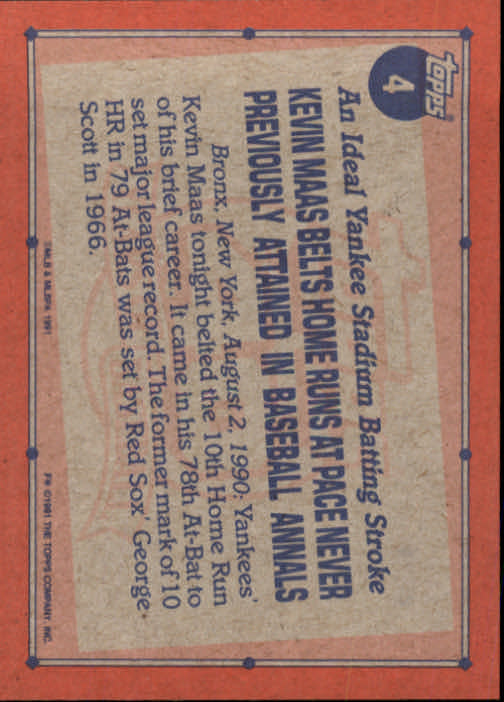 topps
4
An Ideal Yankee Stadium Batting Stroke
KEVIN MAAS BELTS HOME RUNS AT PACE NEVER
PREVIOUSLY ATTAINED IN BASEBALL ANNALS
Bronx, New York, August 2, 1990: Yankees'
Kevin Maas tonight belted the 10th Home Run
of his brief career. It came in his 78th At-Bat to
set major league record. The former mark of 10
HR in 79 At-Bats was set by Red Sox' George
Scott in 1966.
©MLB & MLBPA 1991
F* ©1991 THE TOPPS COMPANY, INC.